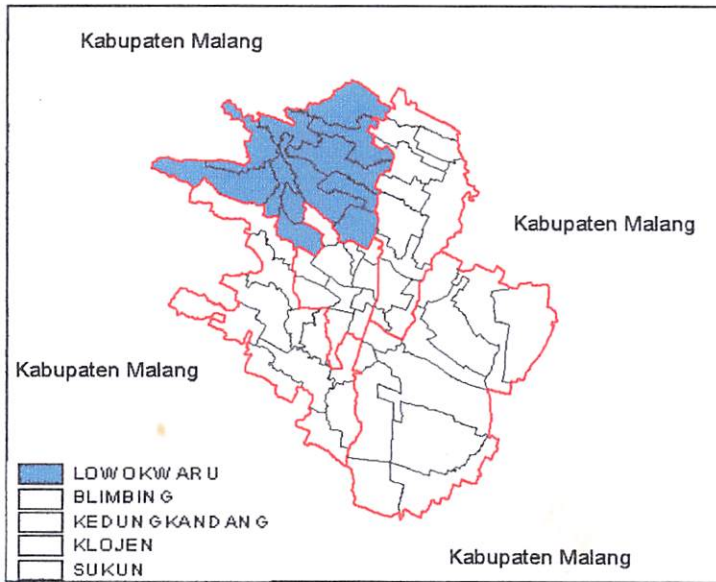 Kabupaten Malang
Kabupaten Malang
Kabupaten Malang
LOWOKWARU
BLIMBING
KEDUNGKANDANG
KLOJEN
SUKUN
Kabupaten Malang